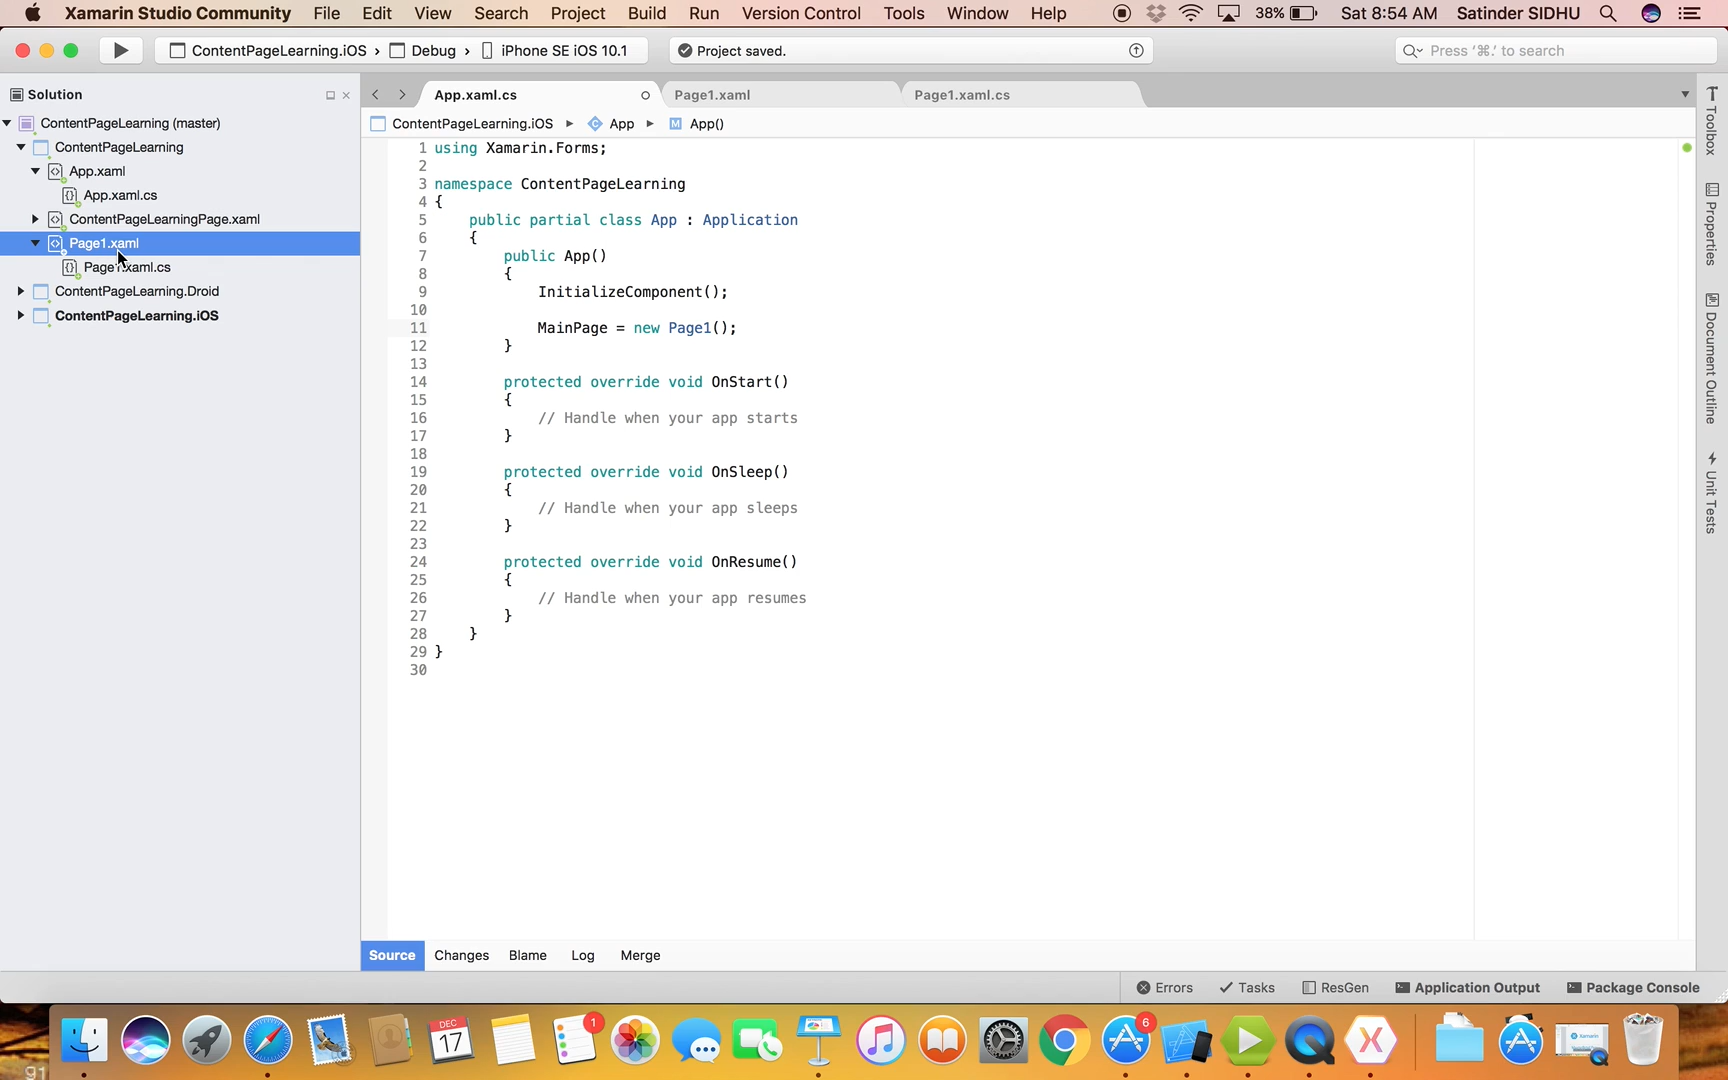 Xamarin Studio Community File Edit View Search Project Build Run Version Control Tools Window Help 38% Sat 8:54 AM Satinder SIDHU
ContentPageLearning.iOS › Debug › iPhone SE iOS 10.1 Project saved. Press '⌘.' to search
Solution
ContentPageLearning (master)
ContentPageLearning
App.xaml
App.xaml.cs
ContentPageLearningPage.xaml
Page1.xaml
Page1.xaml.cs
ContentPageLearning.Droid
ContentPageLearning.iOS
App.xaml.cs Page1.xaml Page1.xaml.cs
ContentPageLearning.iOS App App()
1 using Xamarin.Forms;
2
3 namespace ContentPageLearning
4 {
5 public partial class App : Application
6 {
7 public App()
8 {
9 InitializeComponent();
10
11 MainPage = new Page1();
12 }
13
14 protected override void OnStart()
15 {
16 // Handle when your app starts
17 }
18
19 protected override void OnSleep()
20 {
21 // Handle when your app sleeps
22 }
23
24 protected override void OnResume()
25 {
26 // Handle when your app resumes
27 }
28 }
29 }
30
Source Changes Blame Log Merge
Toolbox
Properties
Document Outline
Unit Tests
Errors Tasks ResGen Application Output Package Console
DEC
17
1
6
91